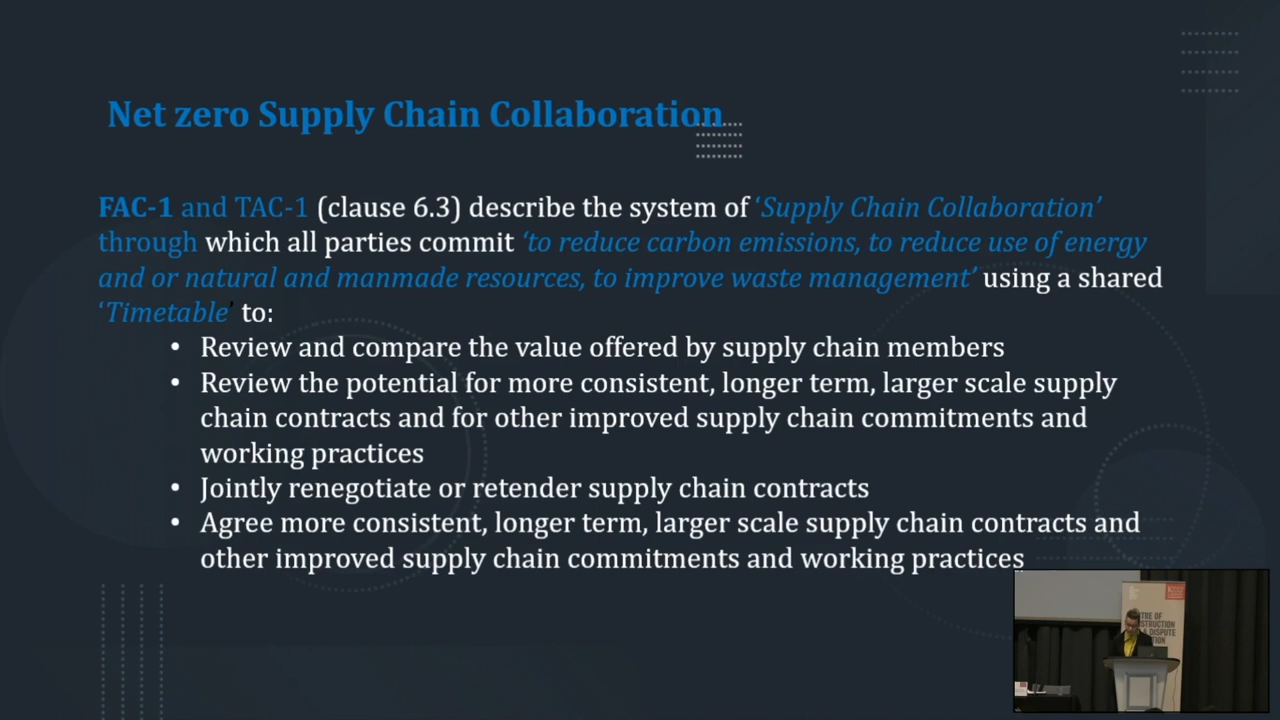 Net zero Supply Chain Collaboration
FAC-1 and TAC-1 (clause 6.3) describe the system of ‘Supply Chain Collaboration’
through which all parties commit ‘to reduce carbon emissions, to reduce use of energy
and or natural and manmade resources, to improve waste management’ using a shared
‘Timetable’ to:
• Review and compare the value offered by supply chain members
• Review the potential for more consistent, longer term, larger scale supply
chain contracts and for other improved supply chain commitments and
working practices
• Jointly renegotiate or retender supply chain contracts
• Agree more consistent, longer term, larger scale supply chain contracts and
other improved supply chain commitments and working practices
TRE OF
STRUCTION
& DISPUTE
TION